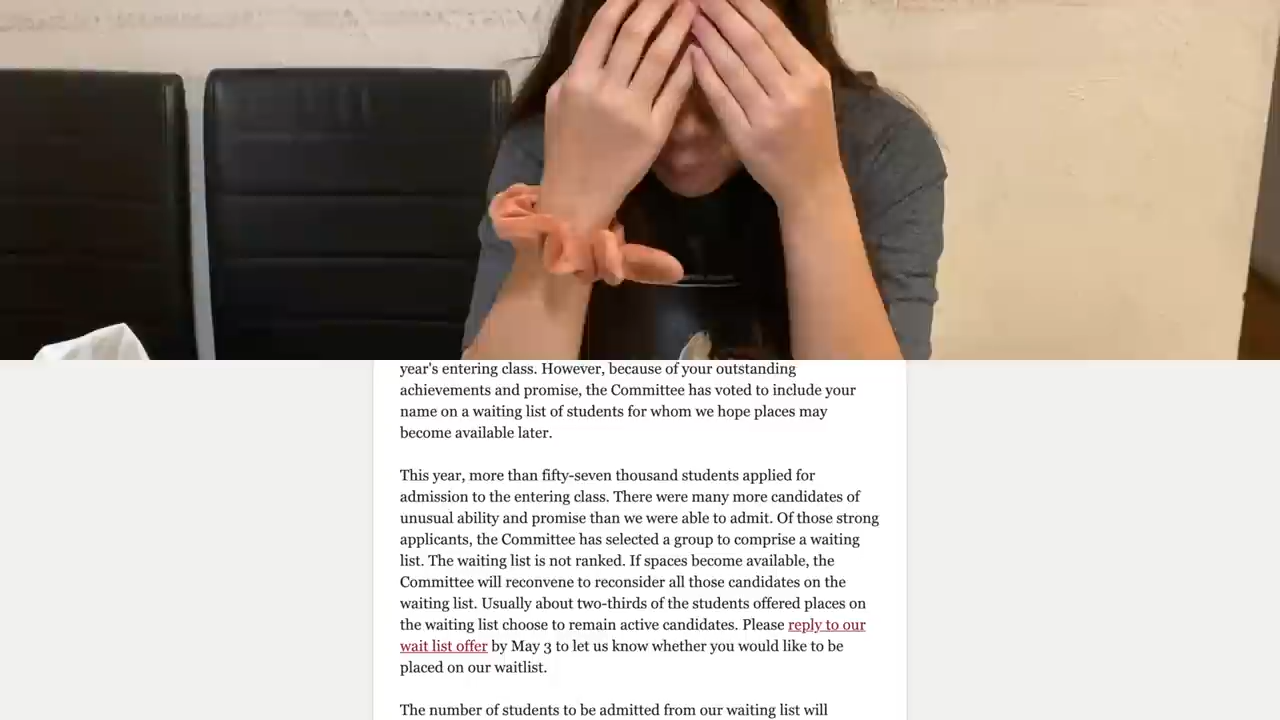 year's entering class. However, because of your outstanding
achievements and promise, the Committee has voted to include your
name on a waiting list of students for whom we hope places may
become available later.
This year, more than fifty-seven thousand students applied for
admission to the entering class. There were many more candidates of
unusual ability and promise than we were able to admit. Of those strong
applicants, the Committee has selected a group to comprise a waiting
list. The waiting list is not ranked. If spaces become available, the
Committee will reconvene to reconsider all those candidates on the
waiting list. Usually about two-thirds of the students offered places on
the waiting list choose to remain active candidates. Please reply to our
wait list offer by May 3 to let us know whether you would like to be
placed on our waitlist.
The number of students to be admitted from our waiting list will